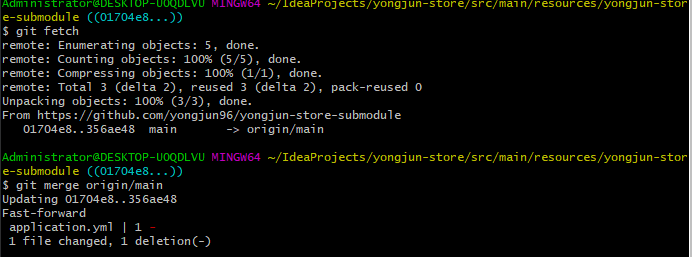 Administrator@DESKTOP-UOQDLVU MINGW64 ~/IdeaProjects/yongjun-store/src/main/resources/yongjun-stor
e-submodule ((01704e8...))
$ git fetch
remote: Enumerating objects: 5, done.
remote: Counting objects: 100% (5/5), done.
remote: Compressing objects: 100% (1/1), done.
remote: Total 3 (delta 2), reused 3 (delta 2), pack-reused 0
Unpacking objects: 100% (3/3), done.
From https://github.com/yongjun96/yongjun-store-submodule
   01704e8..356ae48  main       -> origin/main
Administrator@DESKTOP-UOQDLVU MINGW64 ~/IdeaProjects/yongjun-store/src/main/resources/yongjun-stor
e-submodule ((01704e8...))
$ git merge origin/main
Updating 01704e8..356ae48
Fast-forward
 application.yml | 1 -
 1 file changed, 1 deletion(-)